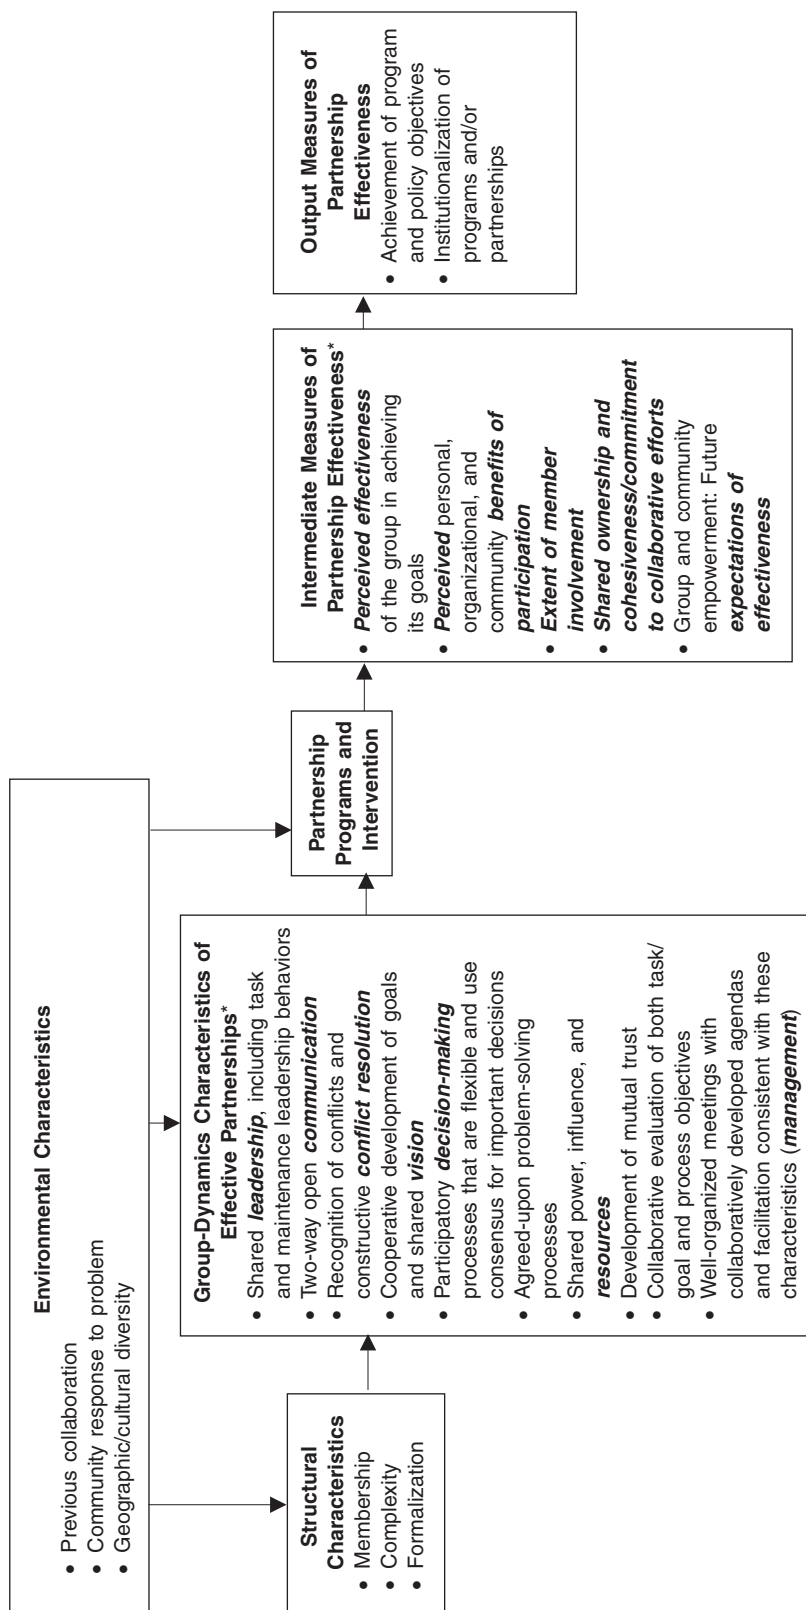 Environmental Characteristics
• Previous collaboration
• Community response to problem
• Geographic/cultural diversity
Structural
Characteristics
• Membership
• Complexity
• Formalization
Group-Dynamics Characteristics of
Effective Partnerships*
• Shared leadership, including task
and maintenance leadership behaviors
• Two-way open communication
• Recognition of conflicts and
constructive conflict resolution
• Cooperative development of goals
and shared vision
• Participatory decision-making
processes that are flexible and use
consensus for important decisions
• Agreed-upon problem-solving
processes
• Shared power, influence, and
resources
• Development of mutual trust
• Collaborative evaluation of both task/
goal and process objectives
• Well-organized meetings with
collaboratively developed agendas
and facilitation consistent with these
characteristics (management)
Partnership
Programs and
Intervention
Intermediate Measures of
Partnership Effectiveness*
• Perceived effectiveness
of the group in achieving
its goals
• Perceived personal,
organizational, and
community benefits of
participation
• Extent of member
involvement
• Shared ownership and
cohesiveness/commitment
to collaborative efforts
• Group and community
empowerment: Future
expectations of
effectiveness
Output Measures of
Partnership
Effectiveness
• Achievement of program
and policy objectives
• Institutionalization of
programs and/or
partnerships